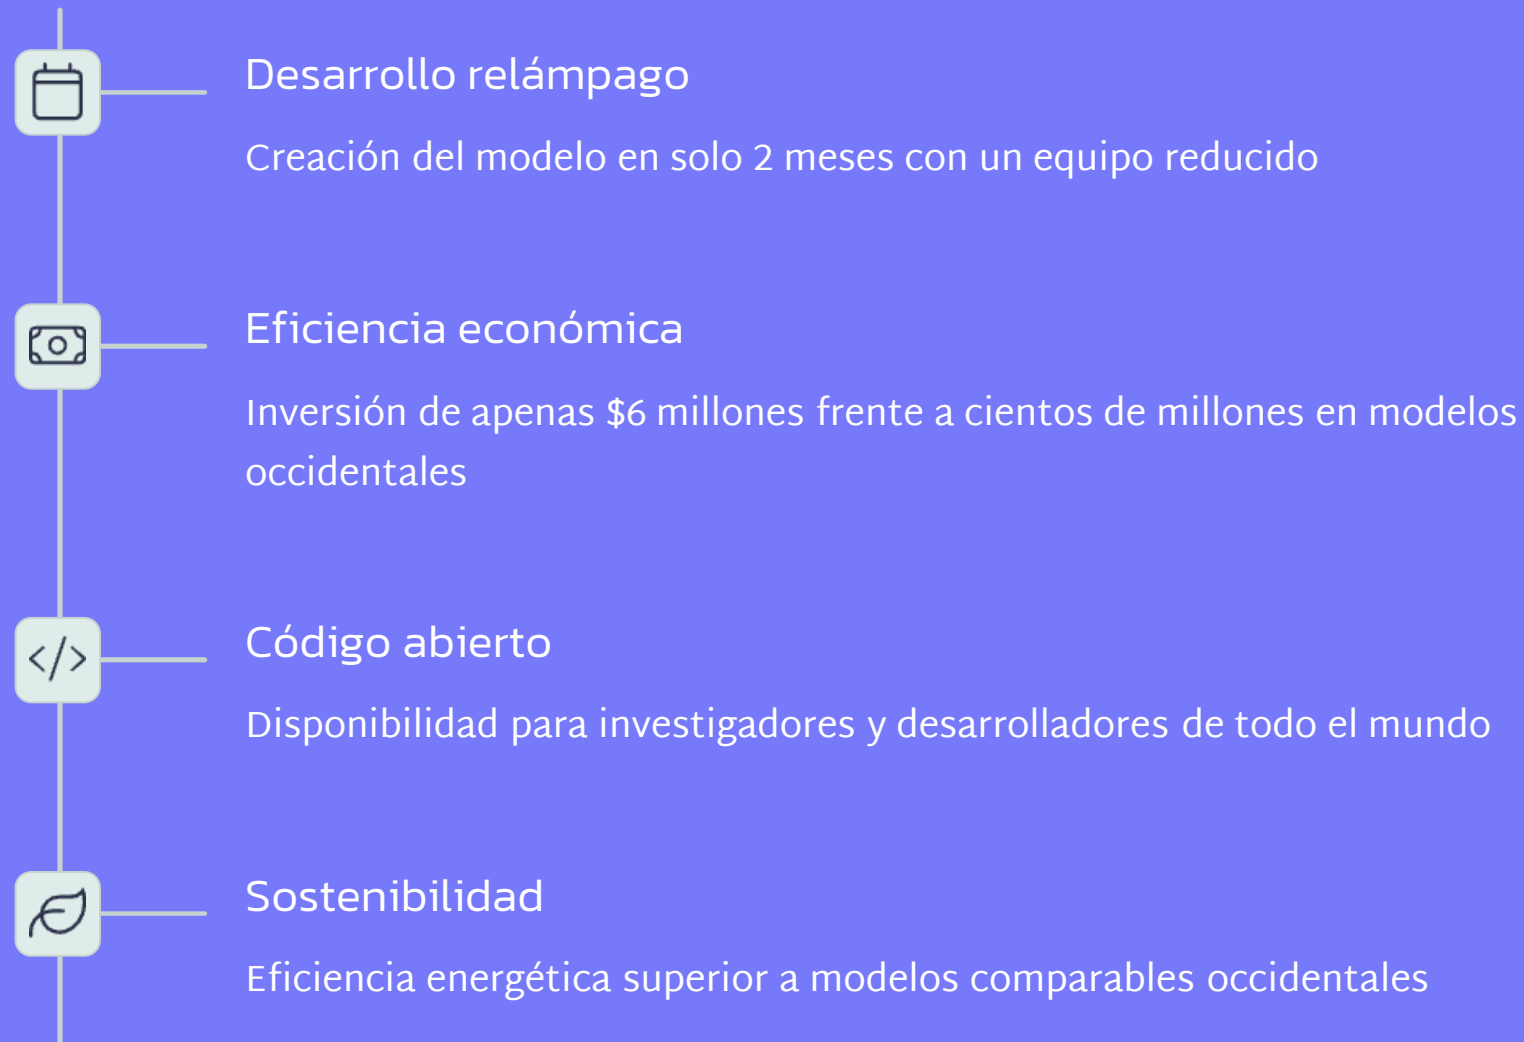 Desarrollo relámpago
Creación del modelo en solo 2 meses con un equipo reducido
Eficiencia económica
Inversión de apenas $6 millones frente a cientos de millones en modelos
occidentales
Código abierto
Disponibilidad para investigadores y desarrolladores de todo el mundo
Sostenibilidad
Eficiencia energética superior a modelos comparables occidentales